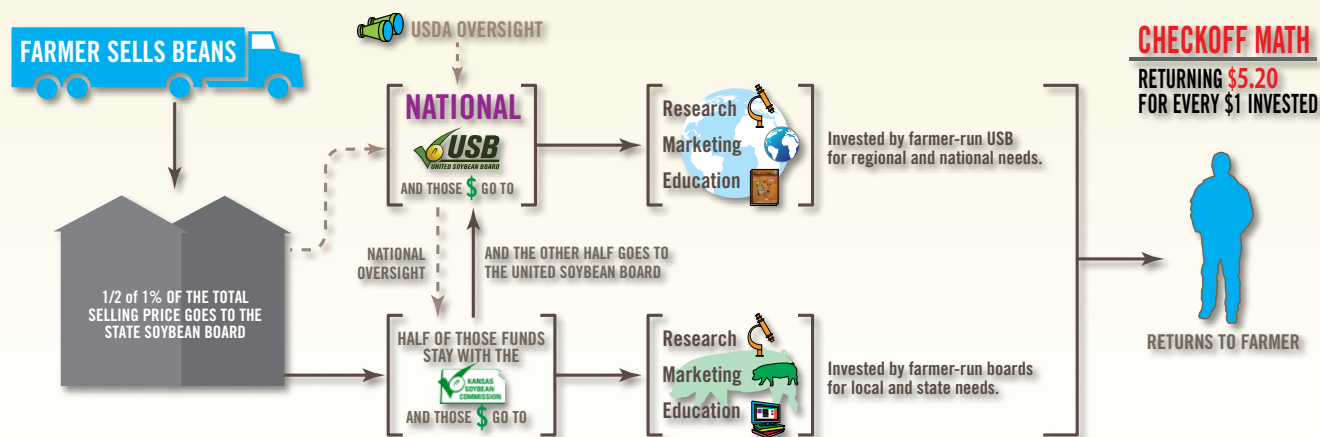 FARMER SELLS BEANS
1/2 of 1% OF THE TOTAL
SELLING PRICE GOES TO THE
STATE SOYBEAN BOARD
USDA OVERSIGHT
NATIONAL
USB
UNITED SOYBEAN BOARD
AND THOSE $ GO TO
NATIONAL
OVERSIGHT
AND THE OTHER HALF GOES TO
THE UNITED SOYBEAN BOARD
HALF OF THOSE FUNDS
STAY WITH THE
KANSAS
SOYBEAN
COMMISSION
AND THOSE $ GO TO
Research
Marketing
Education
Invested by farmer-run USB
for regional and national needs.
Research
Marketing
Education
Invested by farmer-run boards
for local and state needs.
CHECKOFF MATH
RETURNING $5.20
FOR EVERY $1 INVESTED
RETURNS TO FARMER